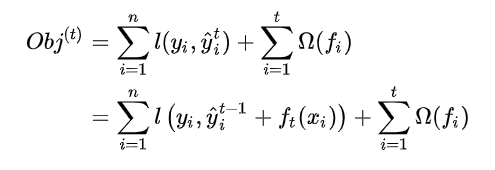 Obj^{(t)} = \sum_{i=1}^{n} l(y_i, \hat{y}_i^t) + \sum_{i=1}^{t} \Omega(f_i)
= \sum_{i=1}^{n} l\left(y_i, \hat{y}_i^{t-1} + f_t(x_i)\right) + \sum_{i=1}^{t} \Omega(f_i)